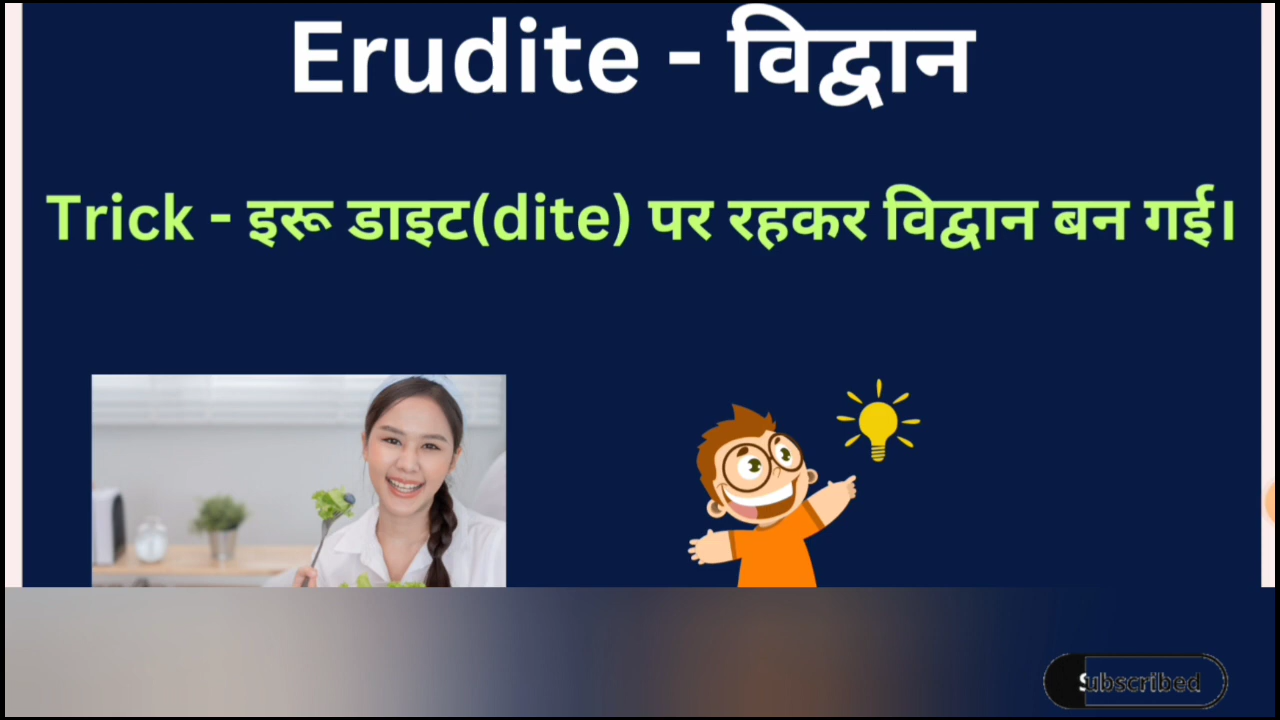 Erudite - विद्वान
Trick - इरू डाइट(dite) पर रहकर विद्वान बन गई।
Subscribed